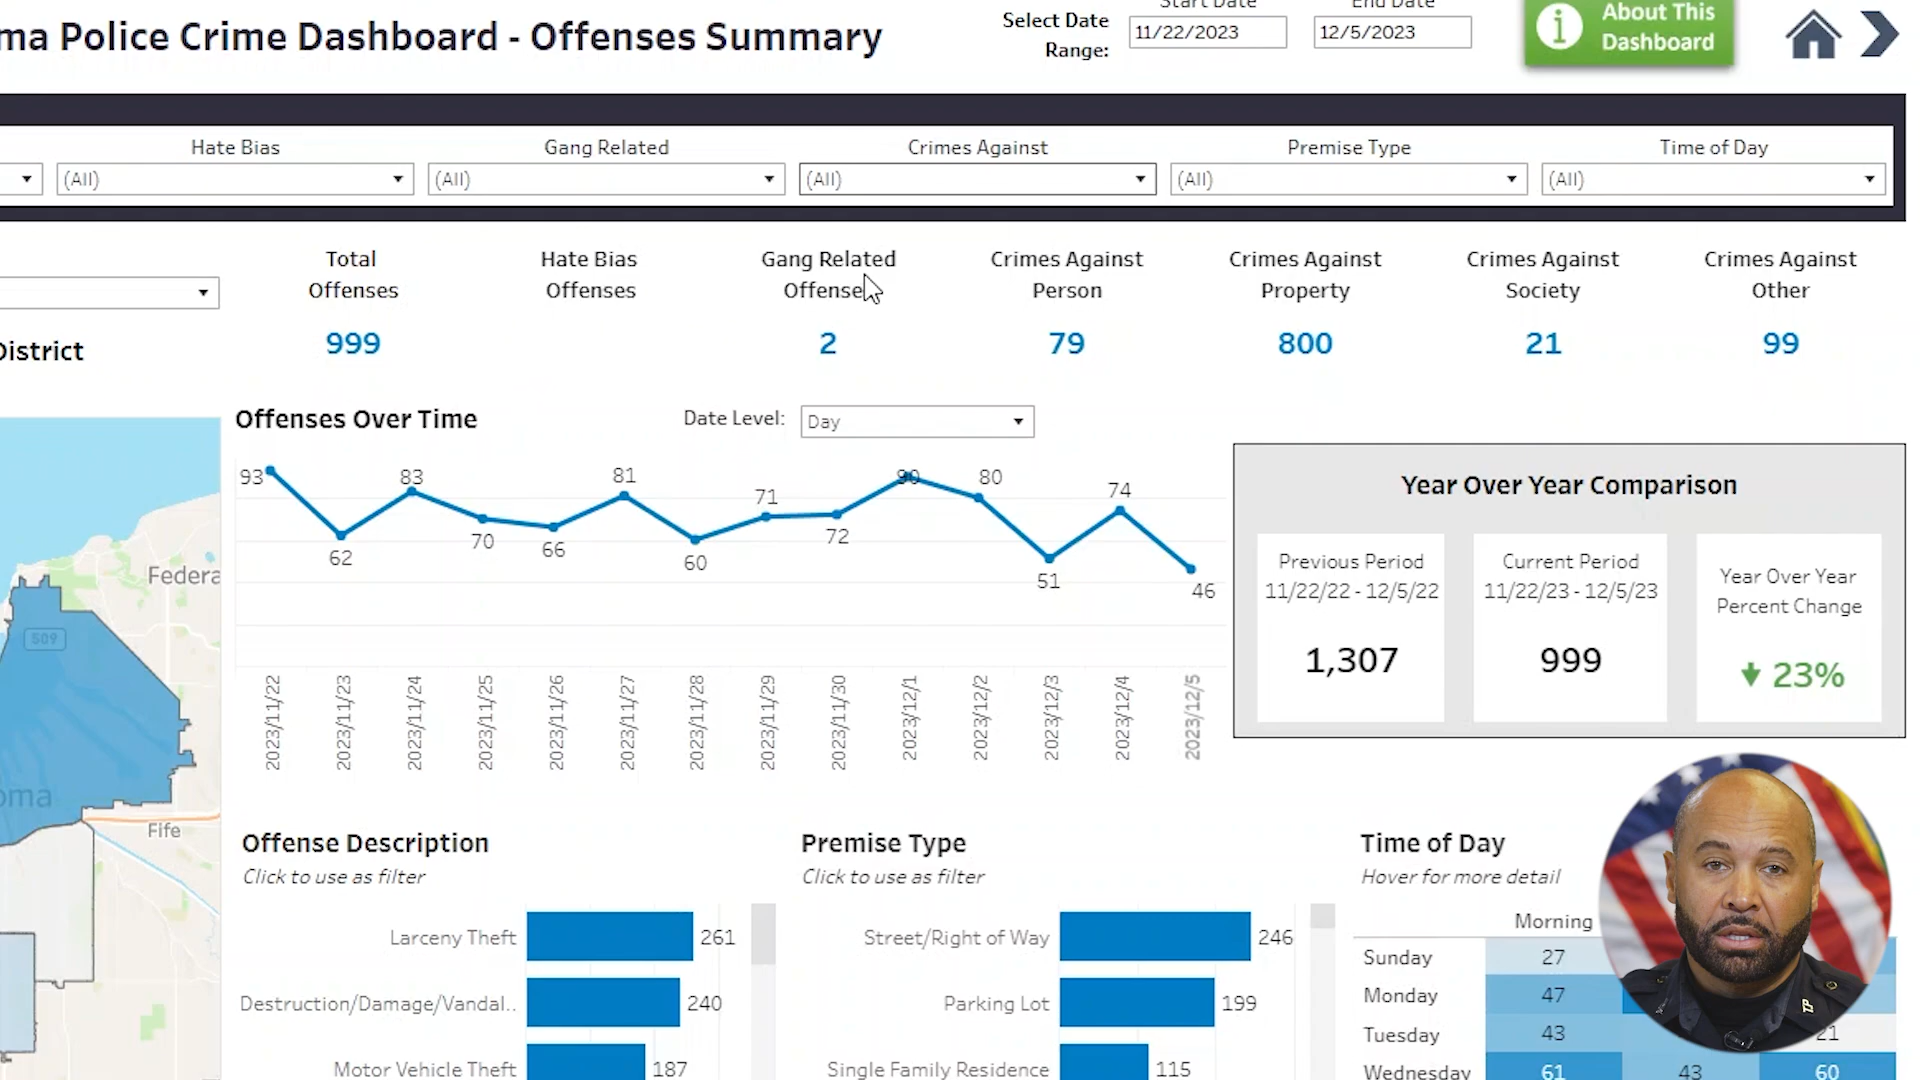 ma Police Crime Dashboard - Offenses Summary
Select Date
Range:
Start Date
11/22/2023
End Date
12/5/2023
About This
Dashboard
Hate Bias
(All)
Gang Related
(All)
Crimes Against
(All)
Premise Type
(All)
Time of Day
(All)
Total
Offenses
999
Hate Bias
Offenses
Gang Related
Offense
2
Crimes Against
Person
79
Crimes Against
Property
800
Crimes Against
Society
21
Crimes Against
Other
99
District
Federa
509
oma
Fife
Offenses Over Time
Date Level:
Day
93
62
83
70
66
81
60
71
72
90
80
51
74
46
2023/11/22
2023/11/23
2023/11/24
2023/11/25
2023/11/26
2023/11/27
2023/11/28
2023/11/29
2023/11/30
2023/12/1
2023/12/2
2023/12/3
2023/12/4
2023/12/5
Year Over Year Comparison
Previous Period
11/22/22 - 12/5/22
1,307
Current Period
11/22/23 - 12/5/23
999
Year Over Year
Percent Change
23%
Offense Description
Click to use as filter
Larceny Theft 261
Destruction/Damage/Vandal.. 240
Motor Vehicle Theft 187
Premise Type
Click to use as filter
Street/Right of Way 246
Parking Lot 199
Single Family Residence 115
Time of Day
Hover for more detail
Morning
Sunday 27
Monday 47
Tuesday 43 21
Wednesday 61 43 60